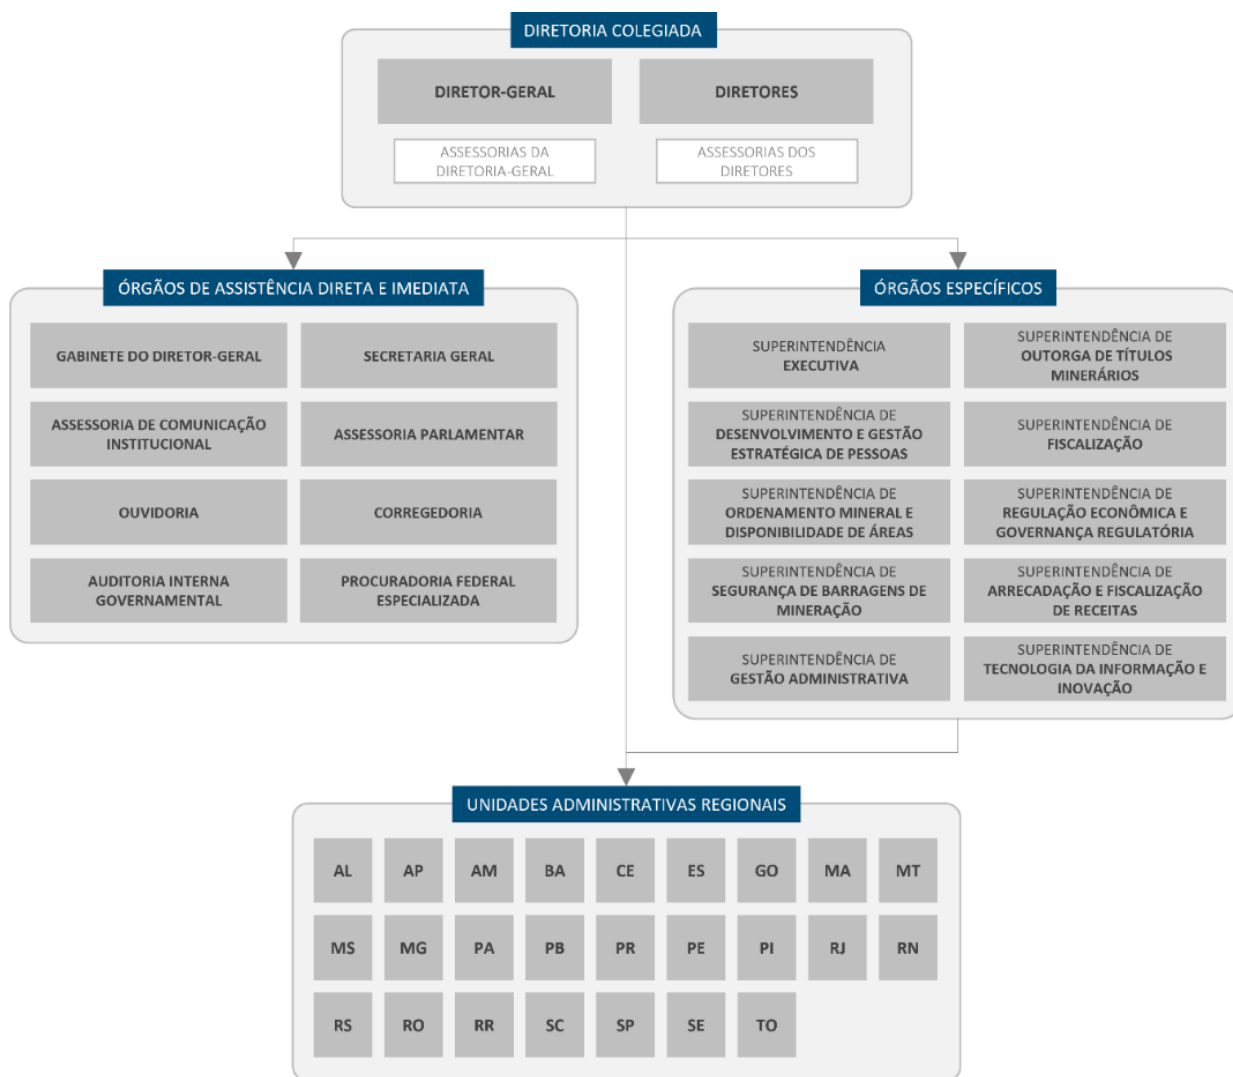 DIRETORIA COLEGIADA
DIRETOR-GERAL
DIRETORES
ASSESSORIAS DA
DIRETORIA-GERAL
ASSESSORIAS DOS
DIRETORES
ÓRGÃOS DE ASSISTÊNCIA DIRETA E IMEDIATA
GABINETE DO DIRETOR-GERAL
SECRETARIA GERAL
ASSESSORIA DE COMUNICAÇÃO
INSTITUCIONAL
ASSESSORIA PARLAMENTAR
OUVIDORIA
CORREGEDORIA
AUDITORIA INTERNA
GOVERNAMENTAL
PROCURADORIA FEDERAL
ESPECIALIZADA
ÓRGÃOS ESPECÍFICOS
SUPERINTENDÊNCIA
EXECUTIVA
SUPERINTENDÊNCIA DE
OUTORGA DE TÍTULOS
MINERÁRIOS
SUPERINTENDÊNCIA DE
DESENVOLVIMENTO E GESTÃO
ESTRATÉGICA DE PESSOAS
SUPERINTENDÊNCIA DE
FISCALIZAÇÃO
SUPERINTENDÊNCIA DE
ORDENAMENTO MINERAL E
DISPONIBILIDADE DE ÁREAS
SUPERINTENDÊNCIA DE
REGULAÇÃO ECONÔMICA E
GOVERNANÇA REGULATÓRIA
SUPERINTENDÊNCIA DE
SEGURANÇA DE BARRAGENS DE
MINERAÇÃO
SUPERINTENDÊNCIA DE
ARRECADAÇÃO E FISCALIZAÇÃO
DE RECEITAS
SUPERINTENDÊNCIA DE
GESTÃO ADMINISTRATIVA
SUPERINTENDÊNCIA DE
TECNOLOGIA DA INFORMAÇÃO E
INOVAÇÃO
UNIDADES ADMINISTRATIVAS REGIONAIS
AL AP AM BA CE ES GO MA MT
MS MG PA PB PR PE PI RJ RN
RS RO RR SC SP SE TO